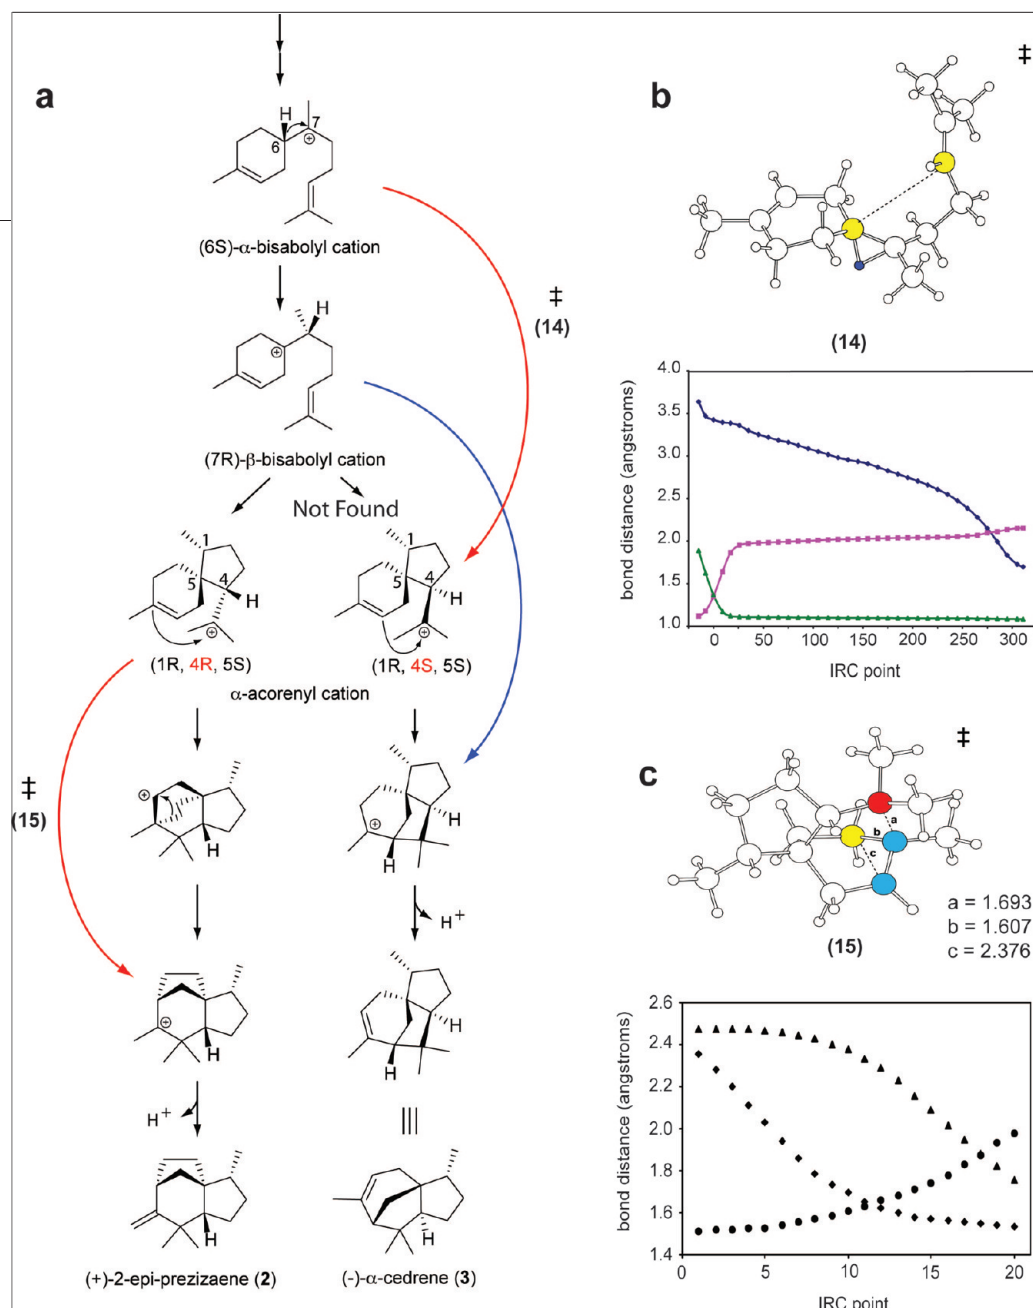 a
H
7
6
⊕
(6S)-α-bisabolyl cation
‡
(14)
H
⊕
(7R)-β-bisabolyl cation
Not Found
1
5
4
H
⊕
1
5
4
H
⊕
(1R, 4R, 5S)
(1R, 4S, 5S)
α-acorenyl cation
‡
(15)
⊕
H
H
⊕
H
H⁺
⊕
H
H
H
H⁺
H
H
(+)-2-epi-prezizaene (2)
(-)-α-cedrene (3)
b
‡
(14)
bond distance (angstroms)
4.0
3.5
3.0
2.5
2.0
1.5
1.0
0
50
100
150
200
250
300
IRC point
c
‡
a
b
c
a = 1.693
b = 1.607
c = 2.376
(15)
bond distance (angstroms)
2.6
2.4
2.2
2.0
1.8
1.6
1.4
0
5
10
15
20
IRC point